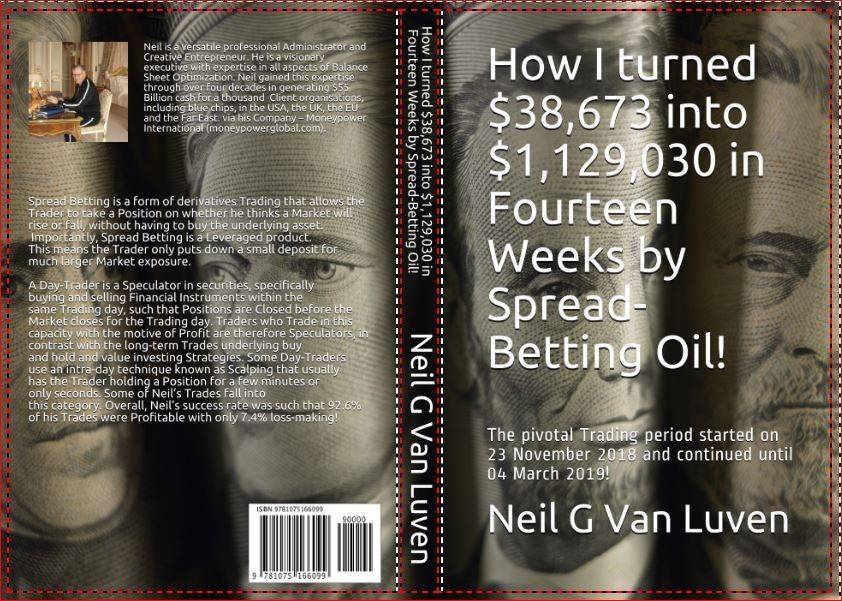 Neil is a versatile professional Administrator and
Creative Entrepreneur. He is a visionary
executive with expertise in all aspects of Balance
Sheet Optimization. Neil gained this expertise
through over four decades in generating $55
Billion cash for a thousand Client organisations,
including blue chips, in the USA, the UK, the EU
and the Far East. via his Company – Moneypower
International (moneypowerglobal.com).
Spread Betting is a form of derivatives Trading that allows the
Trader to take a Position on whether he thinks a Market will
rise or fall, without having to buy the underlying asset.
Importantly, Spread Betting is a Leveraged product.
This means the Trader only puts down a small deposit for
much larger Market exposure.
A Day-Trader is a Speculator in securities, specifically
buying and selling Financial Instruments within the
same Trading day, such that Positions are Closed before the
Market closes for the Trading day. Traders who Trade in this
capacity with the motive of Profit are therefore Speculators, in
contrast with the long-term Trades underlying buy
and hold and value investing Strategies. Some Day-Traders
use an intra-day technique known as Scalping that usually
has the Trader holding a Position for a few minutes or
only seconds. Some of Neil's Trades fall into
this category. Overall, Neil's success rate was such that 92.6%
of his Trades were Profitable with only 7.4% loss-making!
ISBN 9781075166099
90000
9 781075 166099
How I turned $38,673 into $1,129,030 in
Fourteen Weeks by Spread-Betting Oil!
Neil G Van Luven
How I turned
$38,673 into
$1,129,030 in
Fourteen
Weeks by
Spread-
Betting Oil!
The pivotal Trading period started on
23 November 2018 and continued until
04 March 2019!
Neil G Van Luven